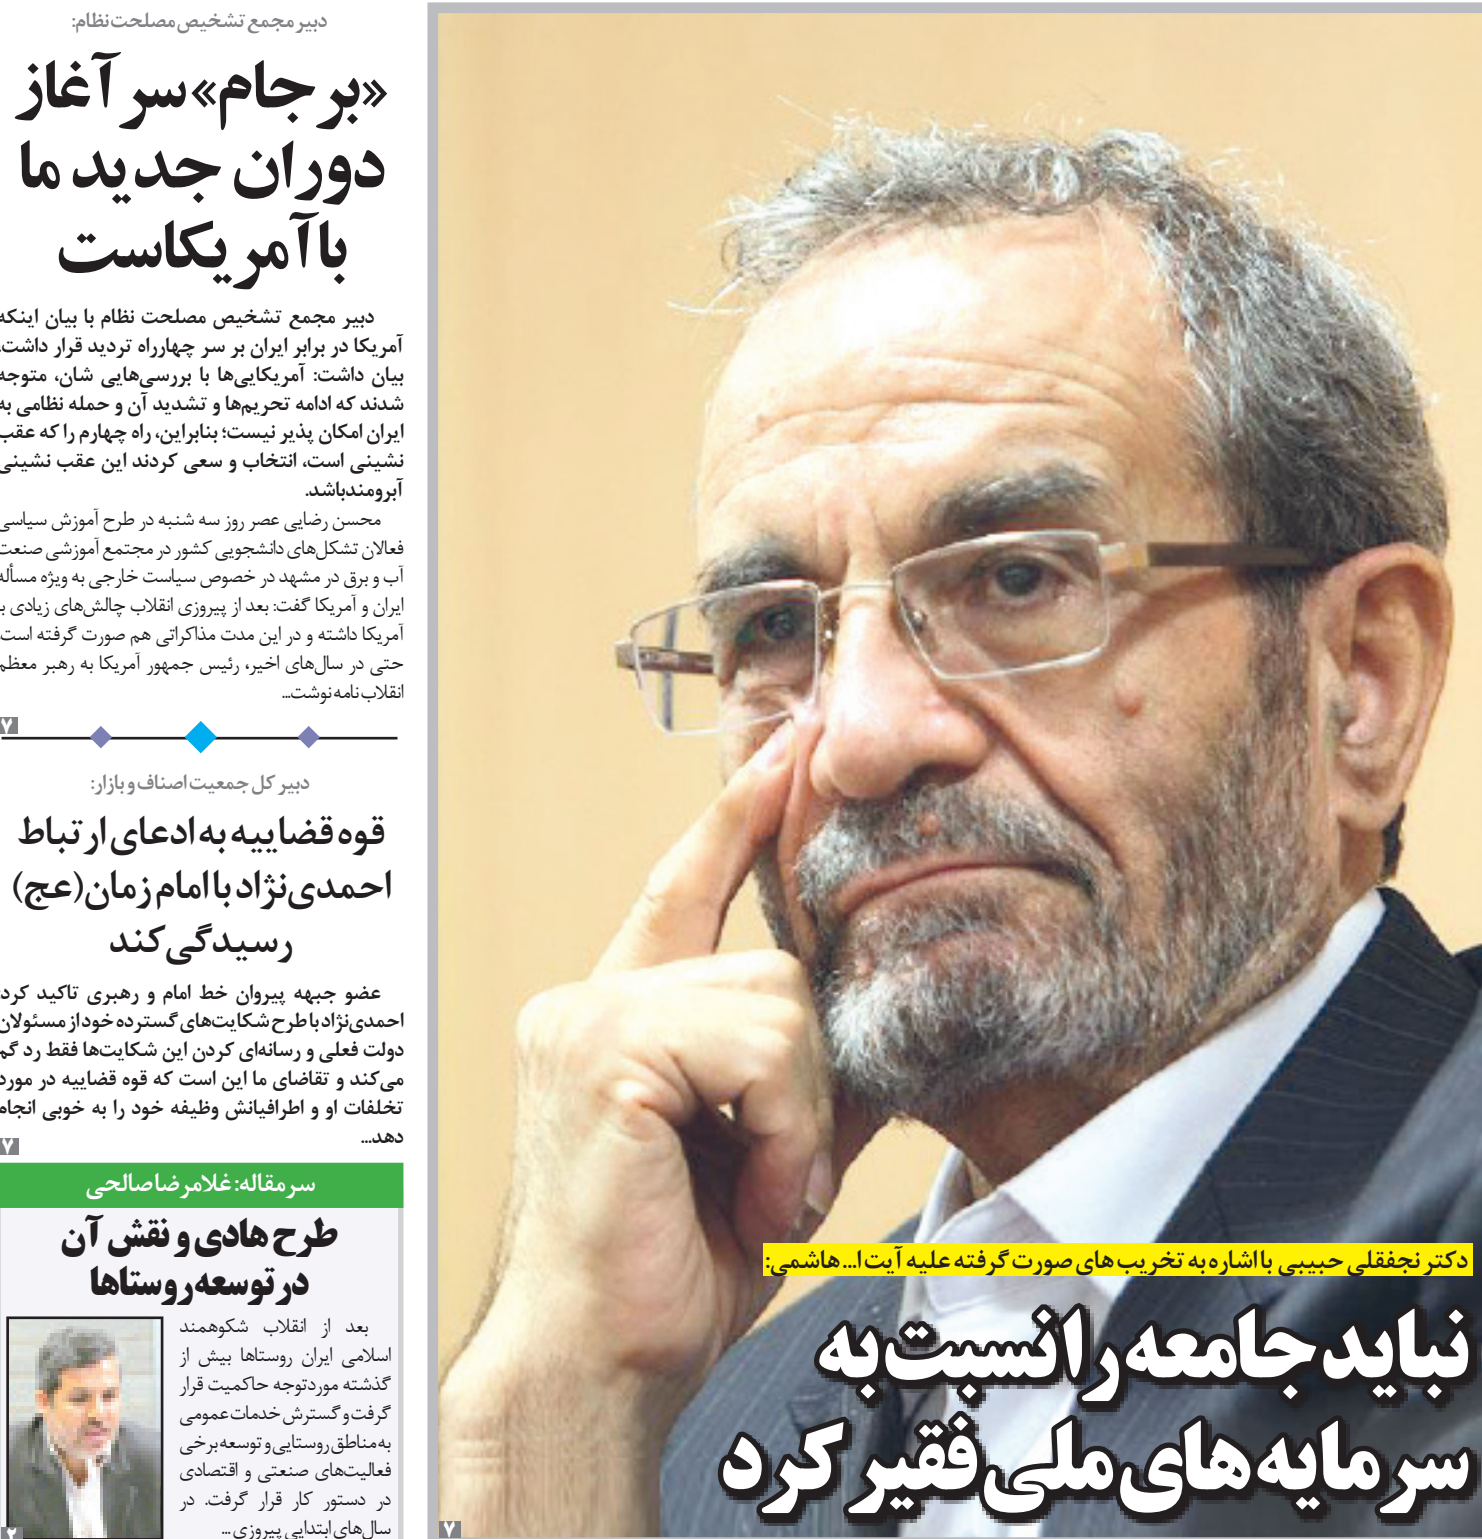 دبیر مجمع تشخیص مصلحت نظام:
«برجام» سرآغاز
دوران جدید ما
با آمریکاست
دبیر مجمع تشخیص مصلحت نظام با بیان اینکه
آمریکا در برابر ایران بر سر چهارراه تردید قرار داشت،
بیان داشت: آمریکایی‌ها با بررسی‌هایی شان، متوجه
شدند که ادامه تحریم‌ها و تشدید آن و حمله نظامی به
ایران امکان پذیر نیست؛ بنابراین، راه چهارم را که عقب
نشینی است، انتخاب و سعی کردند این عقب نشینی
آبرومندباشد.
محسن رضایی عصر روز سه شنبه در طرح آموزش سیاسی
فعالان تشکل‌های دانشجویی کشور در مجتمع آموزشی صنعت
آب و برق در مشهد در خصوص سیاست خارجی به ویژه مسأله
ایران و آمریکا گفت: بعد از پیروزی انقلاب چالش‌های زیادی
آمریکا داشته و در این مدت مذاکراتی هم صورت گرفته است
حتی در سال‌های اخیر، رئیس جمهور آمریکا به رهبر معظم
انقلاب نامه نوشت...
۷
دبیر کل جمعیت اصناف و بازار:
قوه قضاییه به ادعای ارتباط
احمدی‌نژاد با امام زمان(عج)
رسیدگی کند
عضو جبهه پیروان خط امام و رهبری تاکید کرد:
احمدی‌نژاد با طرح شکایت‌های گسترده خود از مسئولان
دولت فعلی و رسانه‌ای کردن این شکایت‌ها فقط رد گم
می‌کند و تقاضای ما این است که قوه قضاییه در مورد
تخلفات او و اطرافیانش وظیفه خود را به خوبی انجام
دهد...
۷
سرمقاله: غلامرضا صالحی
طرح هادی و نقش آن
در توسعه روستاها
بعد از انقلاب شکوهمند
اسلامی ایران روستاها بیش از
گذشته موردتوجه حاکمیت قرار
گرفت و گسترش خدمات عمومی
به مناطق روستایی و توسعه برخی
فعالیت‌های صنعتی و اقتصادی
در دستور کار قرار گرفت. در
سال‌های ابتدایی پیروزی ...
۲
دکتر نجفقلی حبیبی با اشاره به تخریب های صورت گرفته علیه آیت ا... هاشمی:
نباید جامعه را نسبت به
سرمایه های ملی فقیر کرد
۷